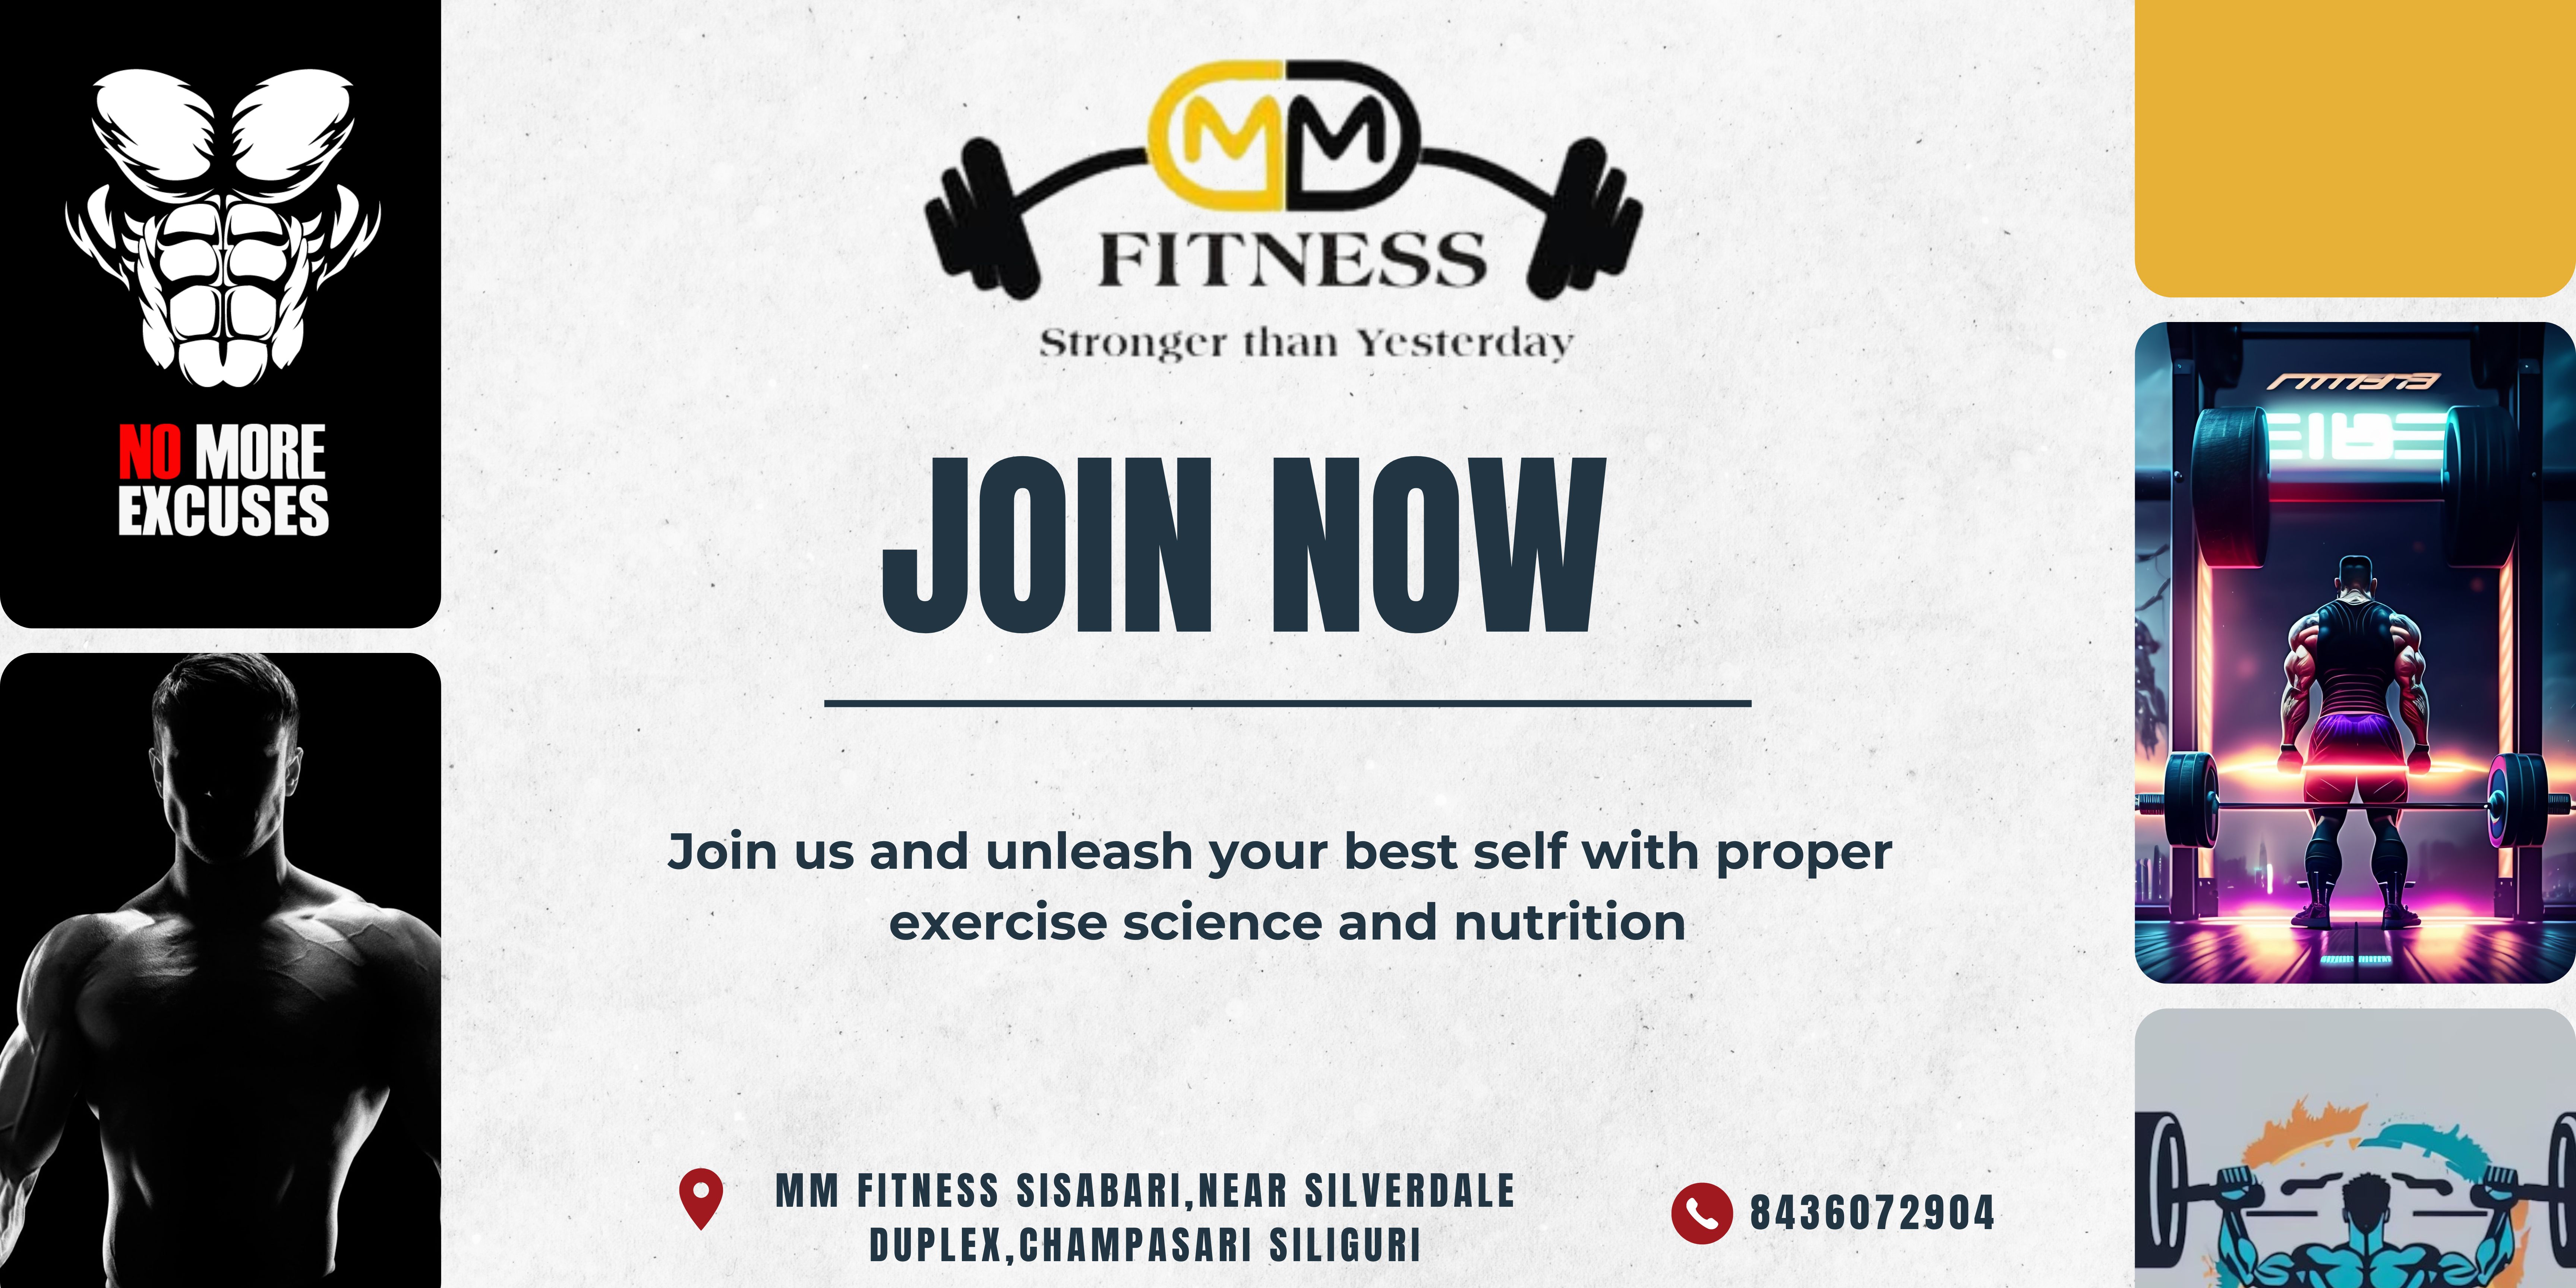 MM
FITNESS
Stronger than Yesterday
NO MORE
EXCUSES
JOIN NOW
Join us and unleash your best self with proper
exercise science and nutrition
MM FITNESS SISABARI,NEAR SILVERDALE
DUPLEX,CHAMPASARI SILIGURI
8436072904